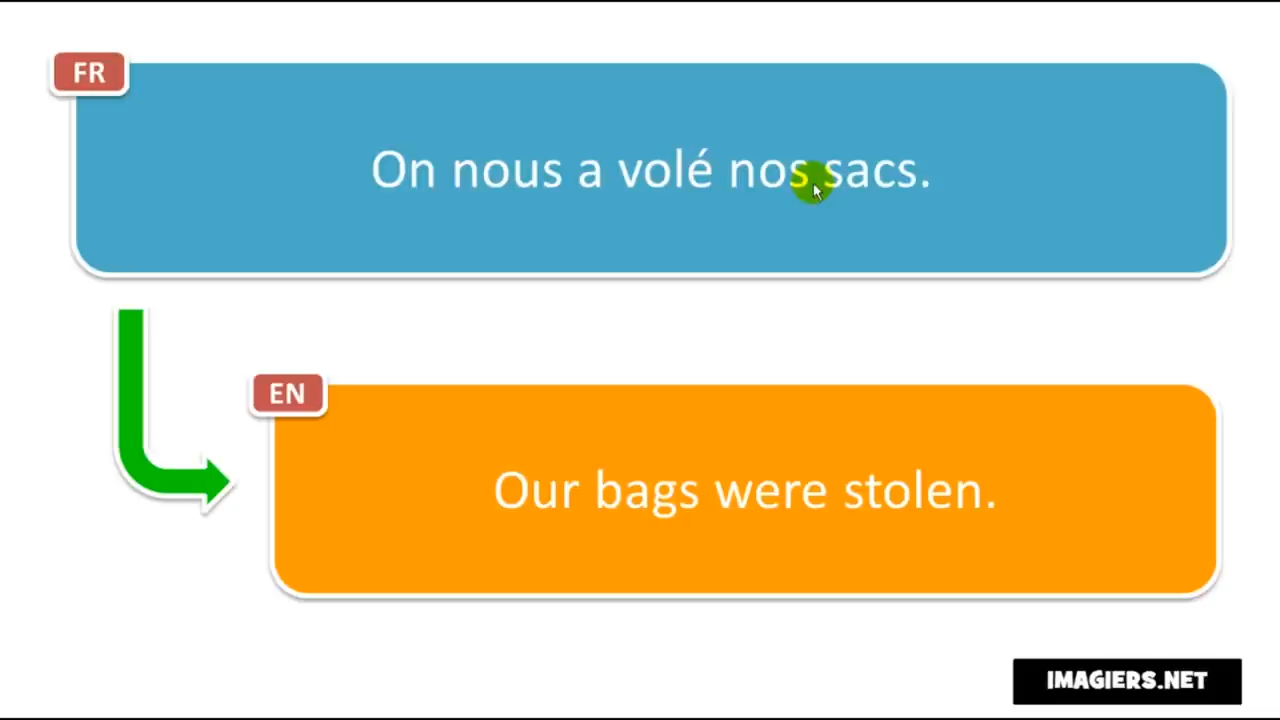 FR
On nous a volé nos sacs.
EN
Our bags were stolen.
IMAGIERS.NET